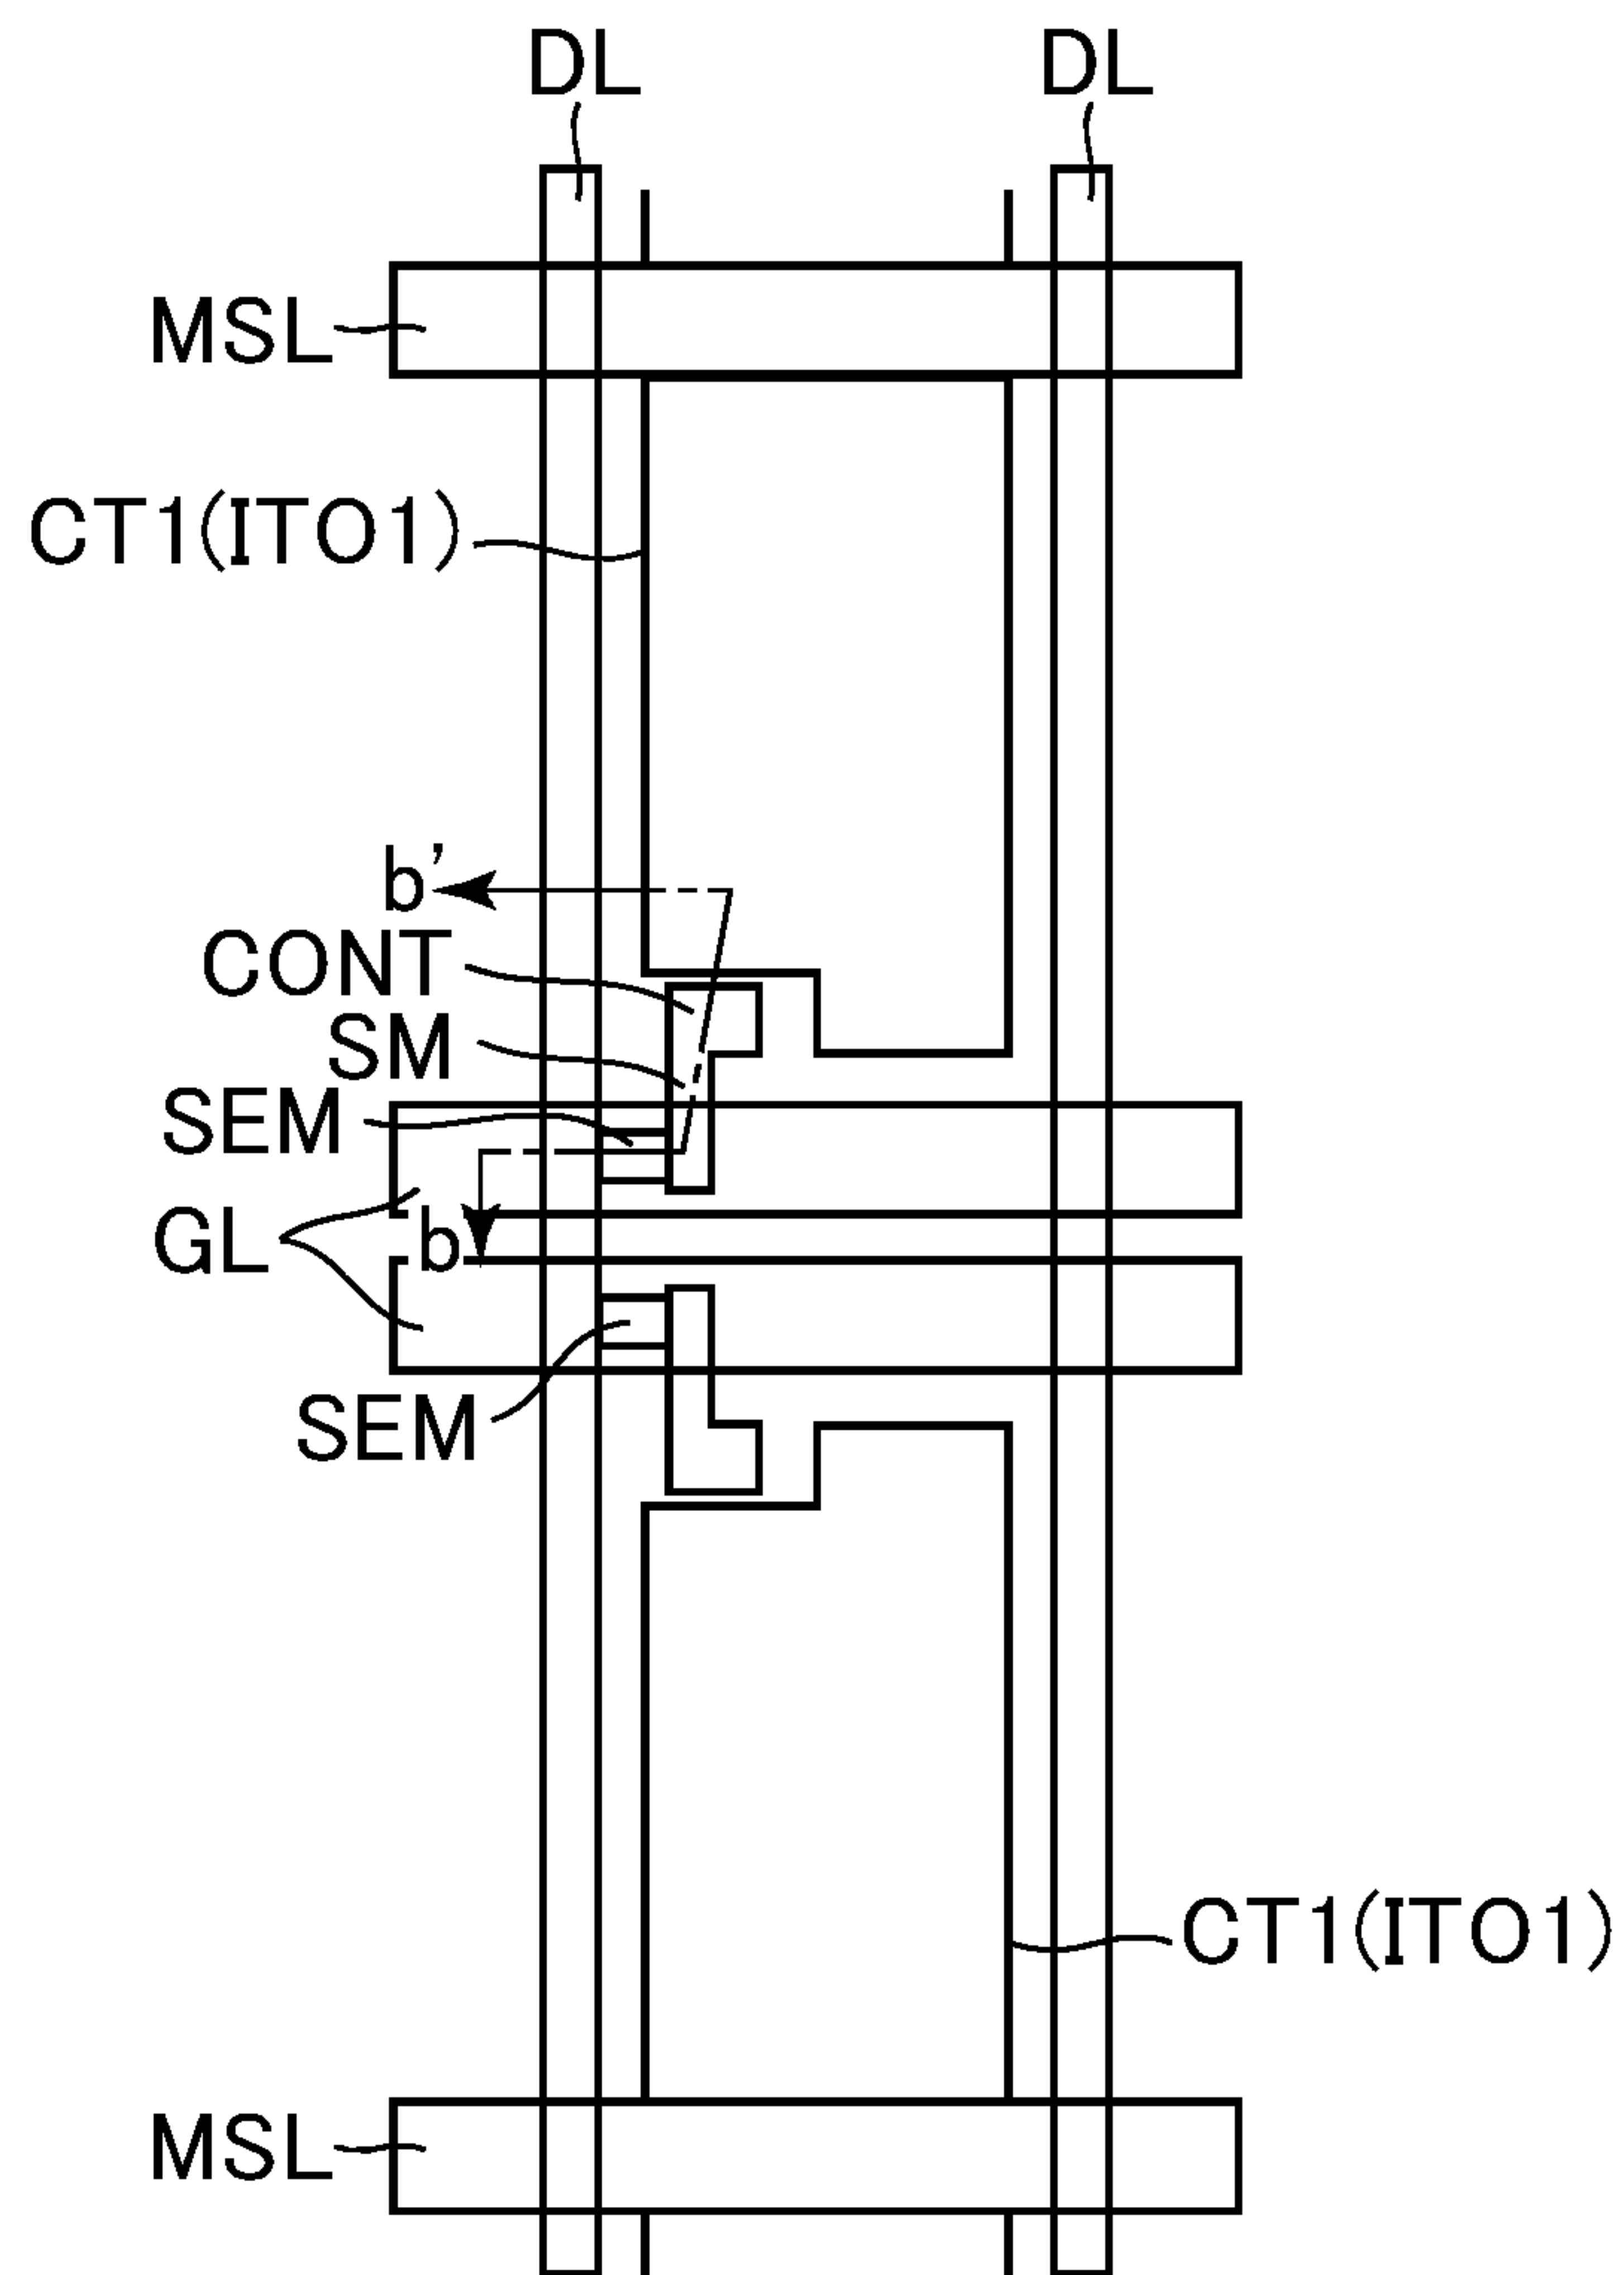 DL DL
MSL
CT1(ITO1)
b'
CONT
SM
SEM
GL
b
SEM
CT1(ITO1)
MSL